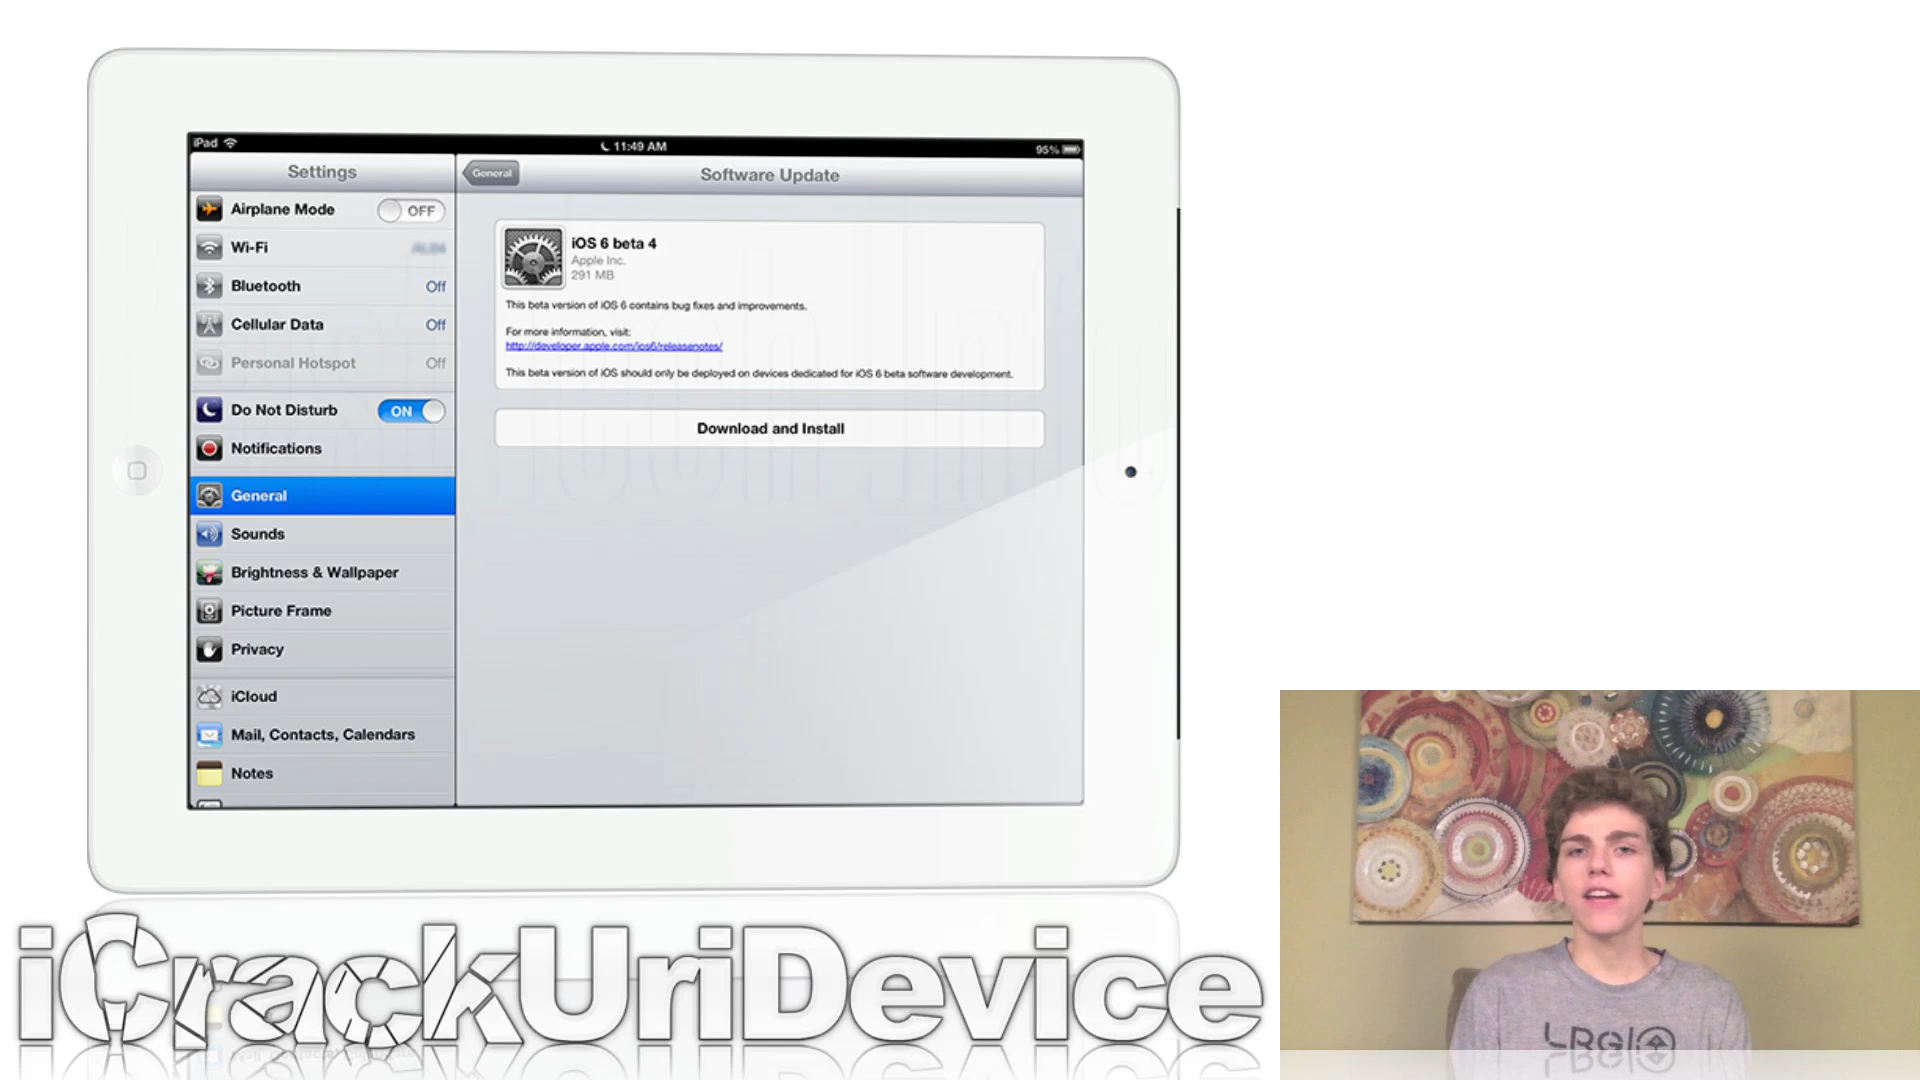 iPad
11:49 AM
95%
Settings
General
Software Update
Airplane Mode
OFF
Wi-Fi
Bluetooth
Off
Cellular Data
Off
Personal Hotspot
Off
Do Not Disturb
ON
Notifications
General
Sounds
Brightness & Wallpaper
Picture Frame
Privacy
iCloud
Mail, Contacts, Calendars
Notes
iOS 6 beta 4
Apple Inc.
291 MB
This beta version of iOS 6 contains bug fixes and improvements.
For more information, visit:
http://developer.apple.com/ios6/releasenotes/
This beta version of iOS should only be deployed on devices dedicated for iOS 6 beta software development.
Download and Install
iCrackUriDevice
LRG